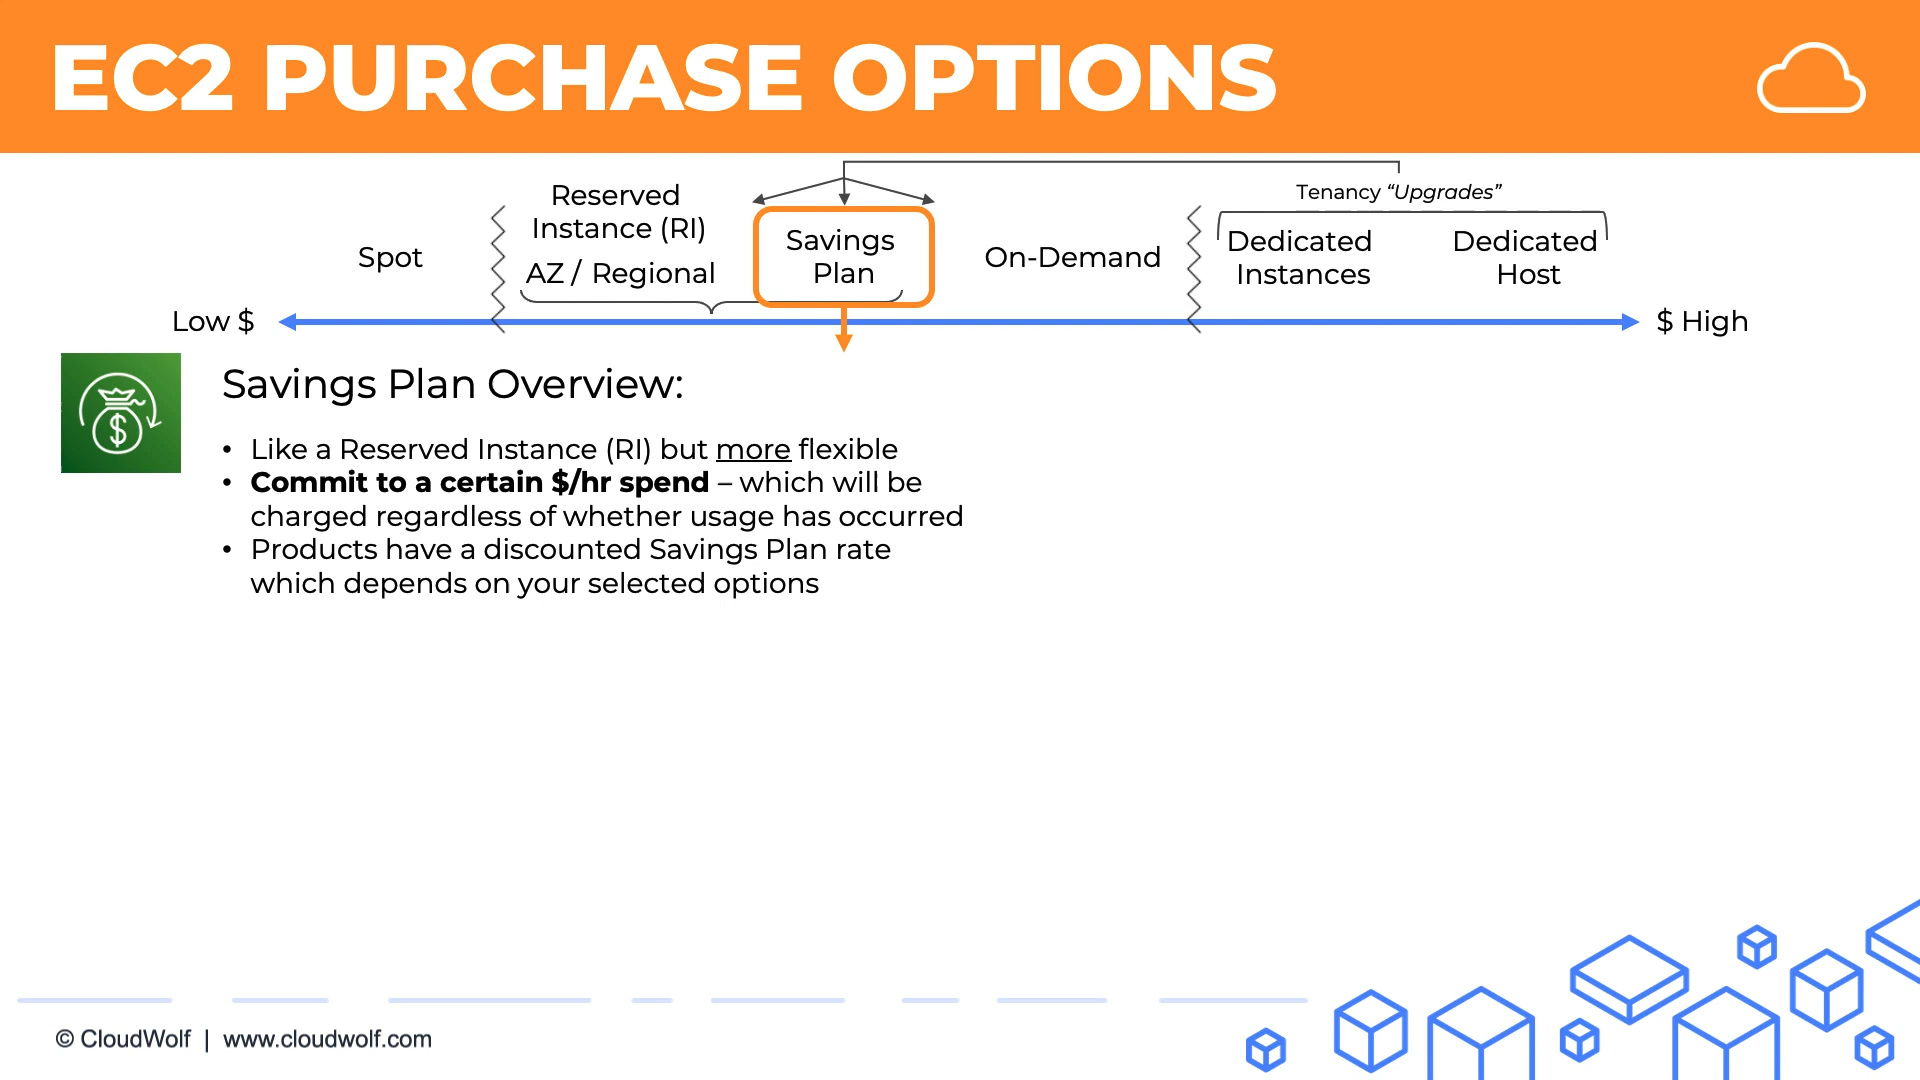 EC2 PURCHASE OPTIONS
Tenancy “Upgrades”
Spot
Reserved
Instance (RI)
AZ / Regional
Savings
Plan
On-Demand
Dedicated
Instances
Dedicated
Host
Low $
$ High
$
Savings Plan Overview:
• Like a Reserved Instance (RI) but more flexible
• Commit to a certain $/hr spend – which will be
charged regardless of whether usage has occurred
• Products have a discounted Savings Plan rate
which depends on your selected options
© CloudWolf | www.cloudwolf.com